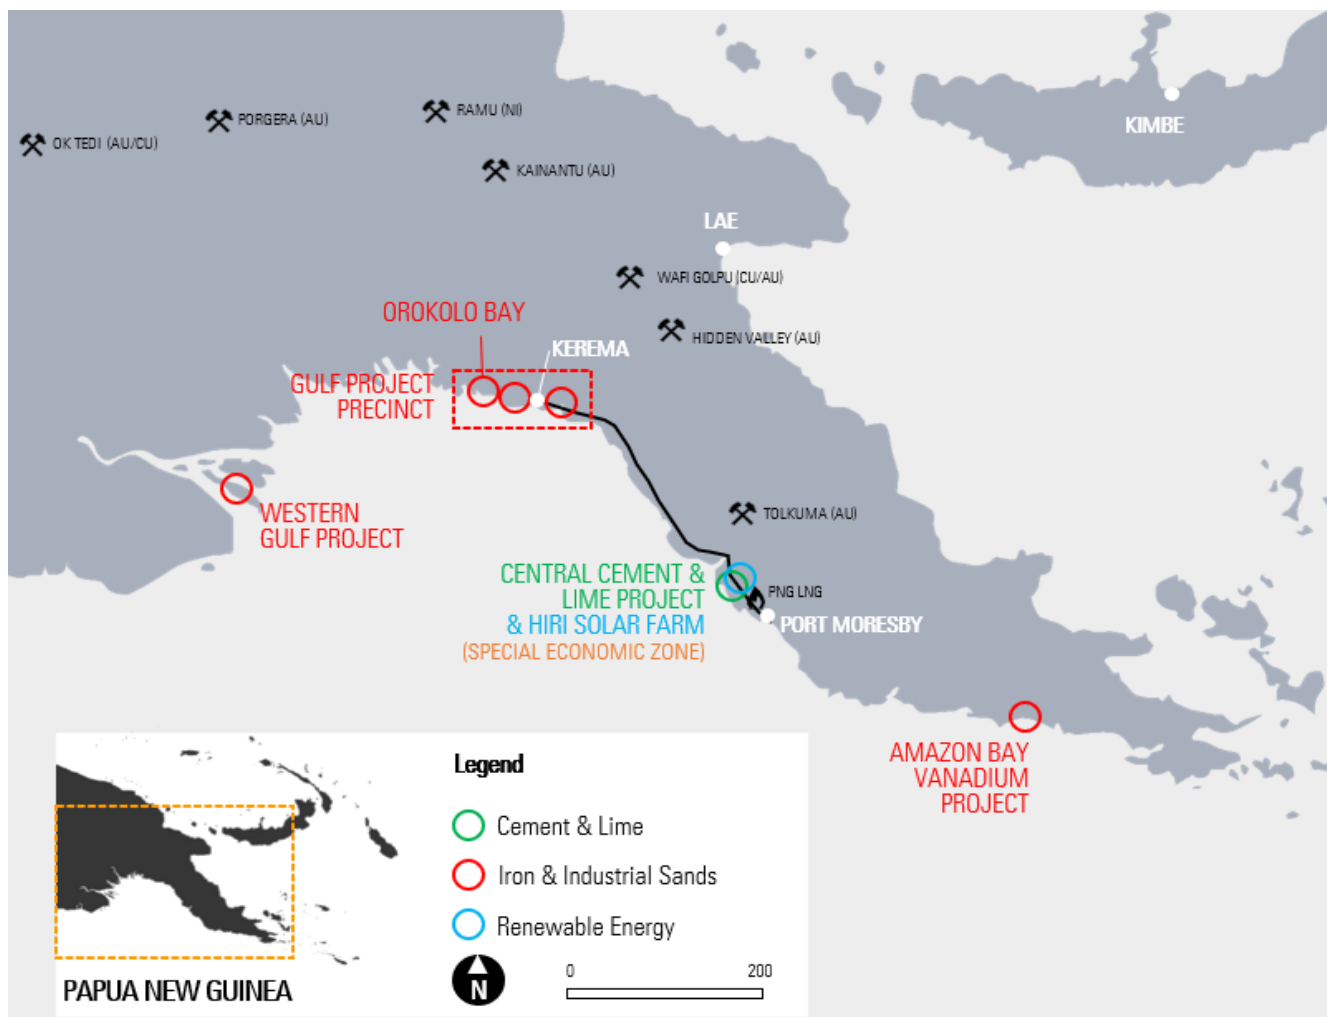 RAMU (NI)
PORGERA (AU)
OK TEDI (AU/CU)
KAINANTU (AU)
KIMBE
LAE
WAFI GOLPU (CU/AU)
HIDDEN VALLEY (AU)
OROKOLO BAY
KEREMA
GULF PROJECT
PRECINCT
WESTERN
GULF PROJECT
TOLKUMA (AU)
CENTRAL CEMENT &
LIME PROJECT
& HIRI SOLAR FARM
(SPECIAL ECONOMIC ZONE)
PNG LNG
PORT MORESBY
AMAZON BAY
VANADIUM
PROJECT
Legend
Cement & Lime
Iron & Industrial Sands
Renewable Energy
N
0 200
PAPUA NEW GUINEA